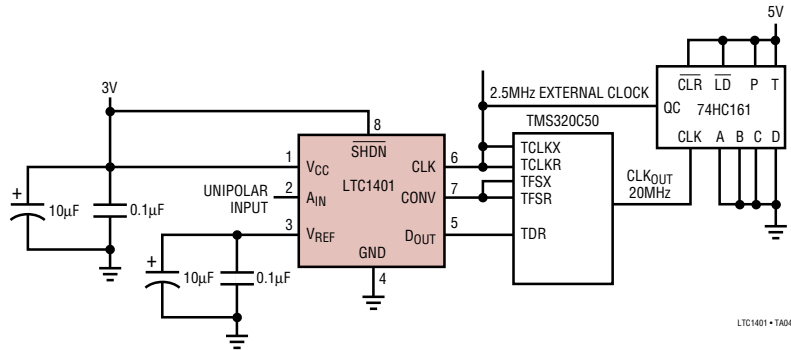 5V
CLR LD P T
2.5MHz EXTERNAL CLOCK
QC 74HC161
3V
TMS320C50
CLK A B C D
8
SHDN
TCLKX
1 VCC CLK 6 TCLKR
LTC1401
CLKOUT
20MHz
UNIPOLAR
INPUT
2 AIN CONV 7 TFSX
TFSR
+
10µF 0.1µF
3 VREF DOUT 5 TDR
GND
4
+
10µF 0.1µF
LTC1401 • TA04